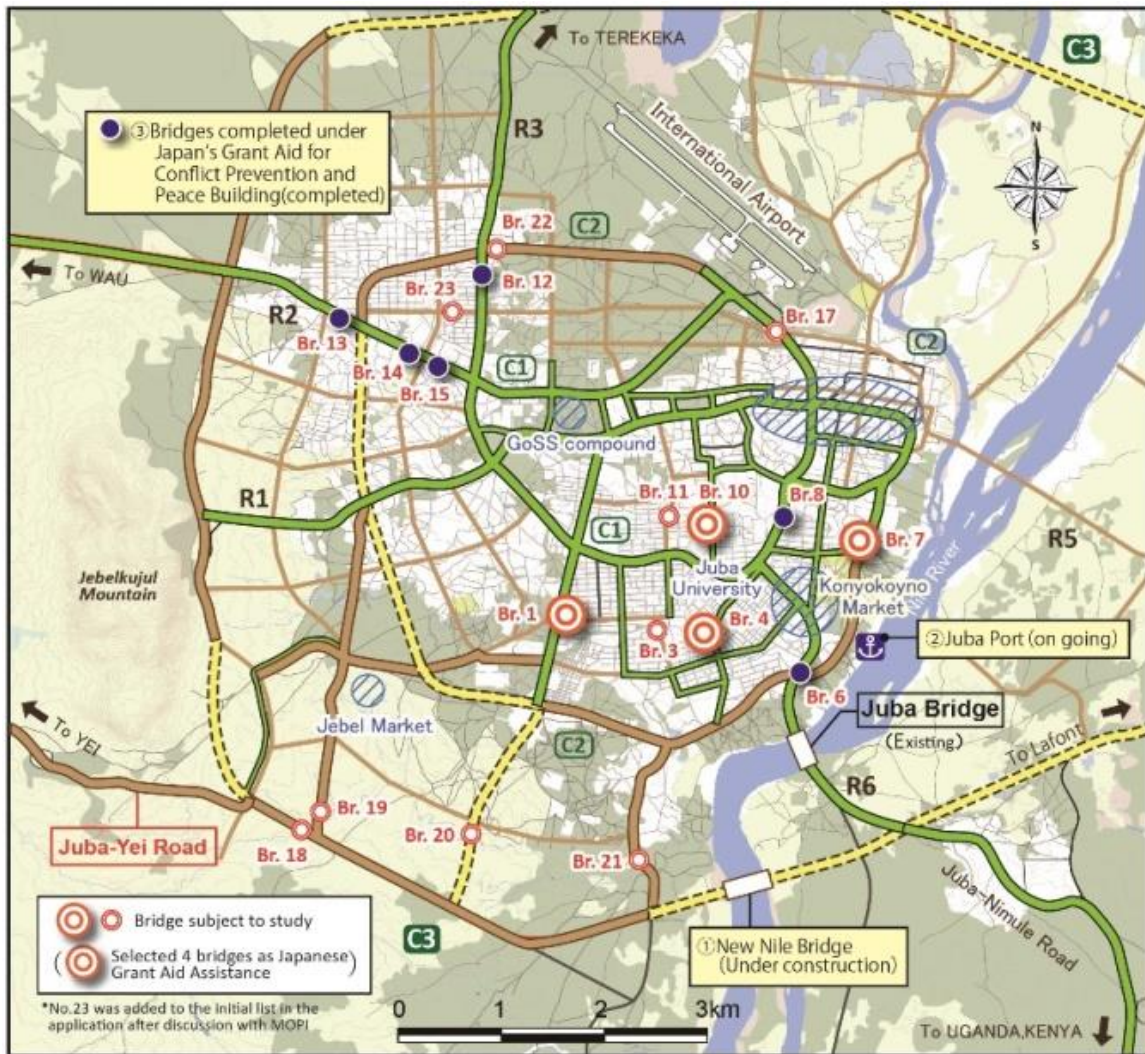 To TEREKEKA
C3
③Bridges completed under
Japan's Grant Aid for
Conflict Prevention and
Peace Building(completed)
R3
International Airport
N
S
Br. 22
C2
To WAU
Br. 12
Br. 23
R2
Br. 13
Br. 17
C2
Br. 14
Br. 15
C1
GoSS compound
R1
Br. 11
Br. 10
Br.8
C1
Br. 7
R5
River
Jebelkujul
Mountain
Juba
University
Konyokoyno
Market
Br. 1
Br. 4
Br. 3
②Juba Port (on going)
Br. 6
Juba Bridge
(Existing)
Jebel Market
To YEI
C2
To Lafont
R6
Br. 19
Br. 20
Juba-Yei Road
Br. 18
Br. 21
Juba-Nimule Road
Bridge subject to study
C3
①New Nile Bridge
(Under construction)
( Selected 4 bridges as Japanese )
Grant Aid Assistance
*No.23 was added to the initial list in the
application after discussion with MOPI
0 1 2 3km
To UGANDA,KENYA